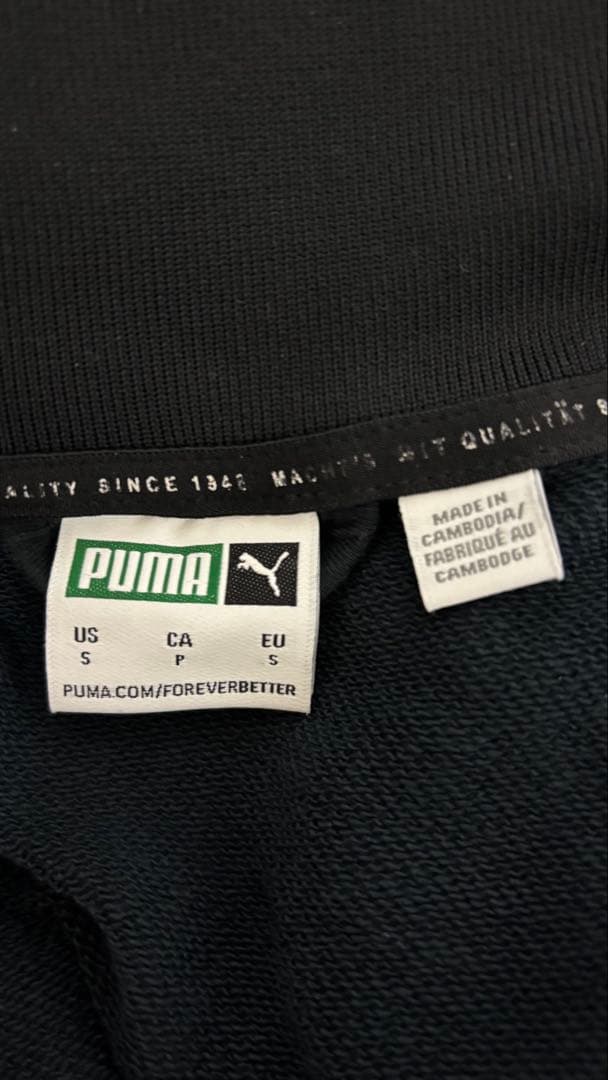 ALITY SINCE 1948 MACHT'S MIT QUALITÄT S
PUMA
US CA EU
S P S
PUMA.COM/FOREVERBETTER
MADE IN
CAMBODIA/
FABRIQUÉ AU
CAMBODGE